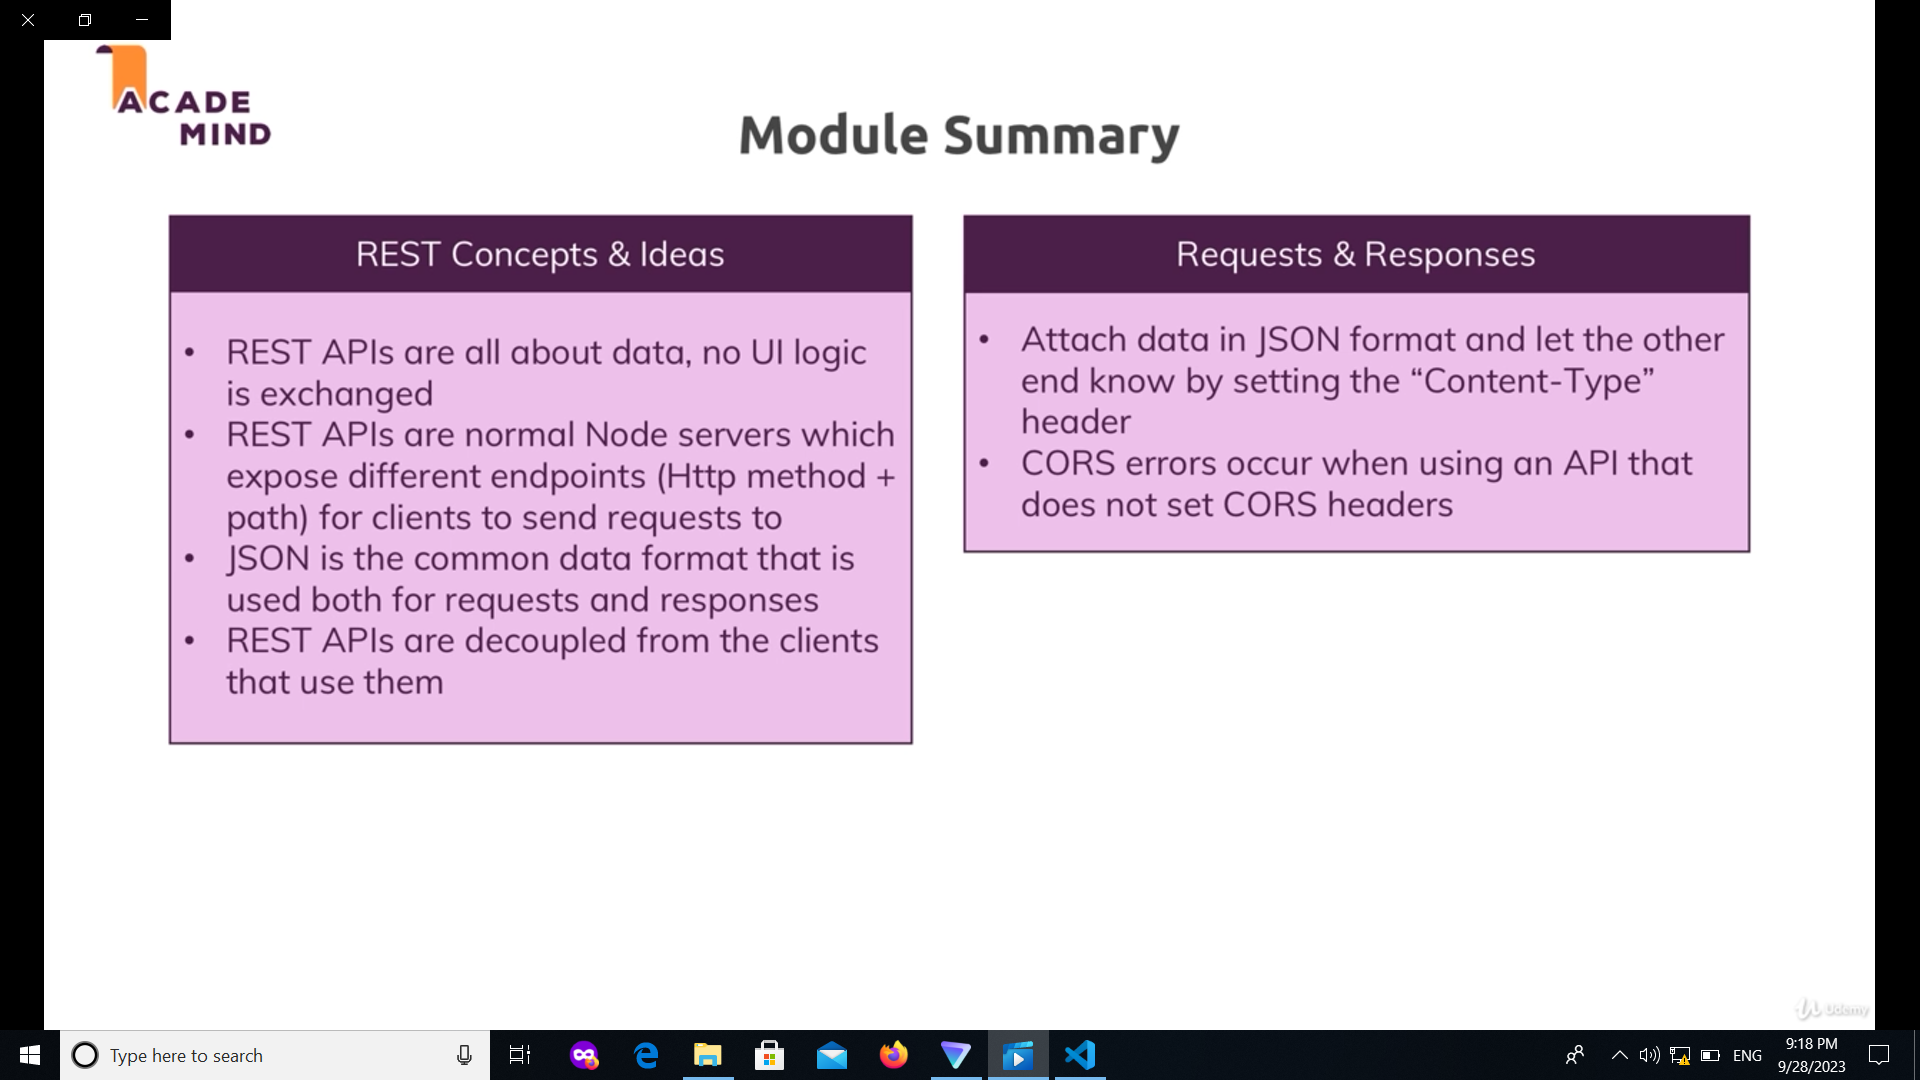 ACADE
MIND
Module Summary
REST Concepts & Ideas
• REST APIs are all about data, no UI logic
is exchanged
• REST APIs are normal Node servers which
expose different endpoints (Http method +
path) for clients to send requests to
• JSON is the common data format that is
used both for requests and responses
• REST APIs are decoupled from the clients
that use them
Requests & Responses
• Attach data in JSON format and let the other
end know by setting the “Content-Type”
header
• CORS errors occur when using an API that
does not set CORS headers
Udemy
Type here to search
ENG
9:18 PM
9/28/2023